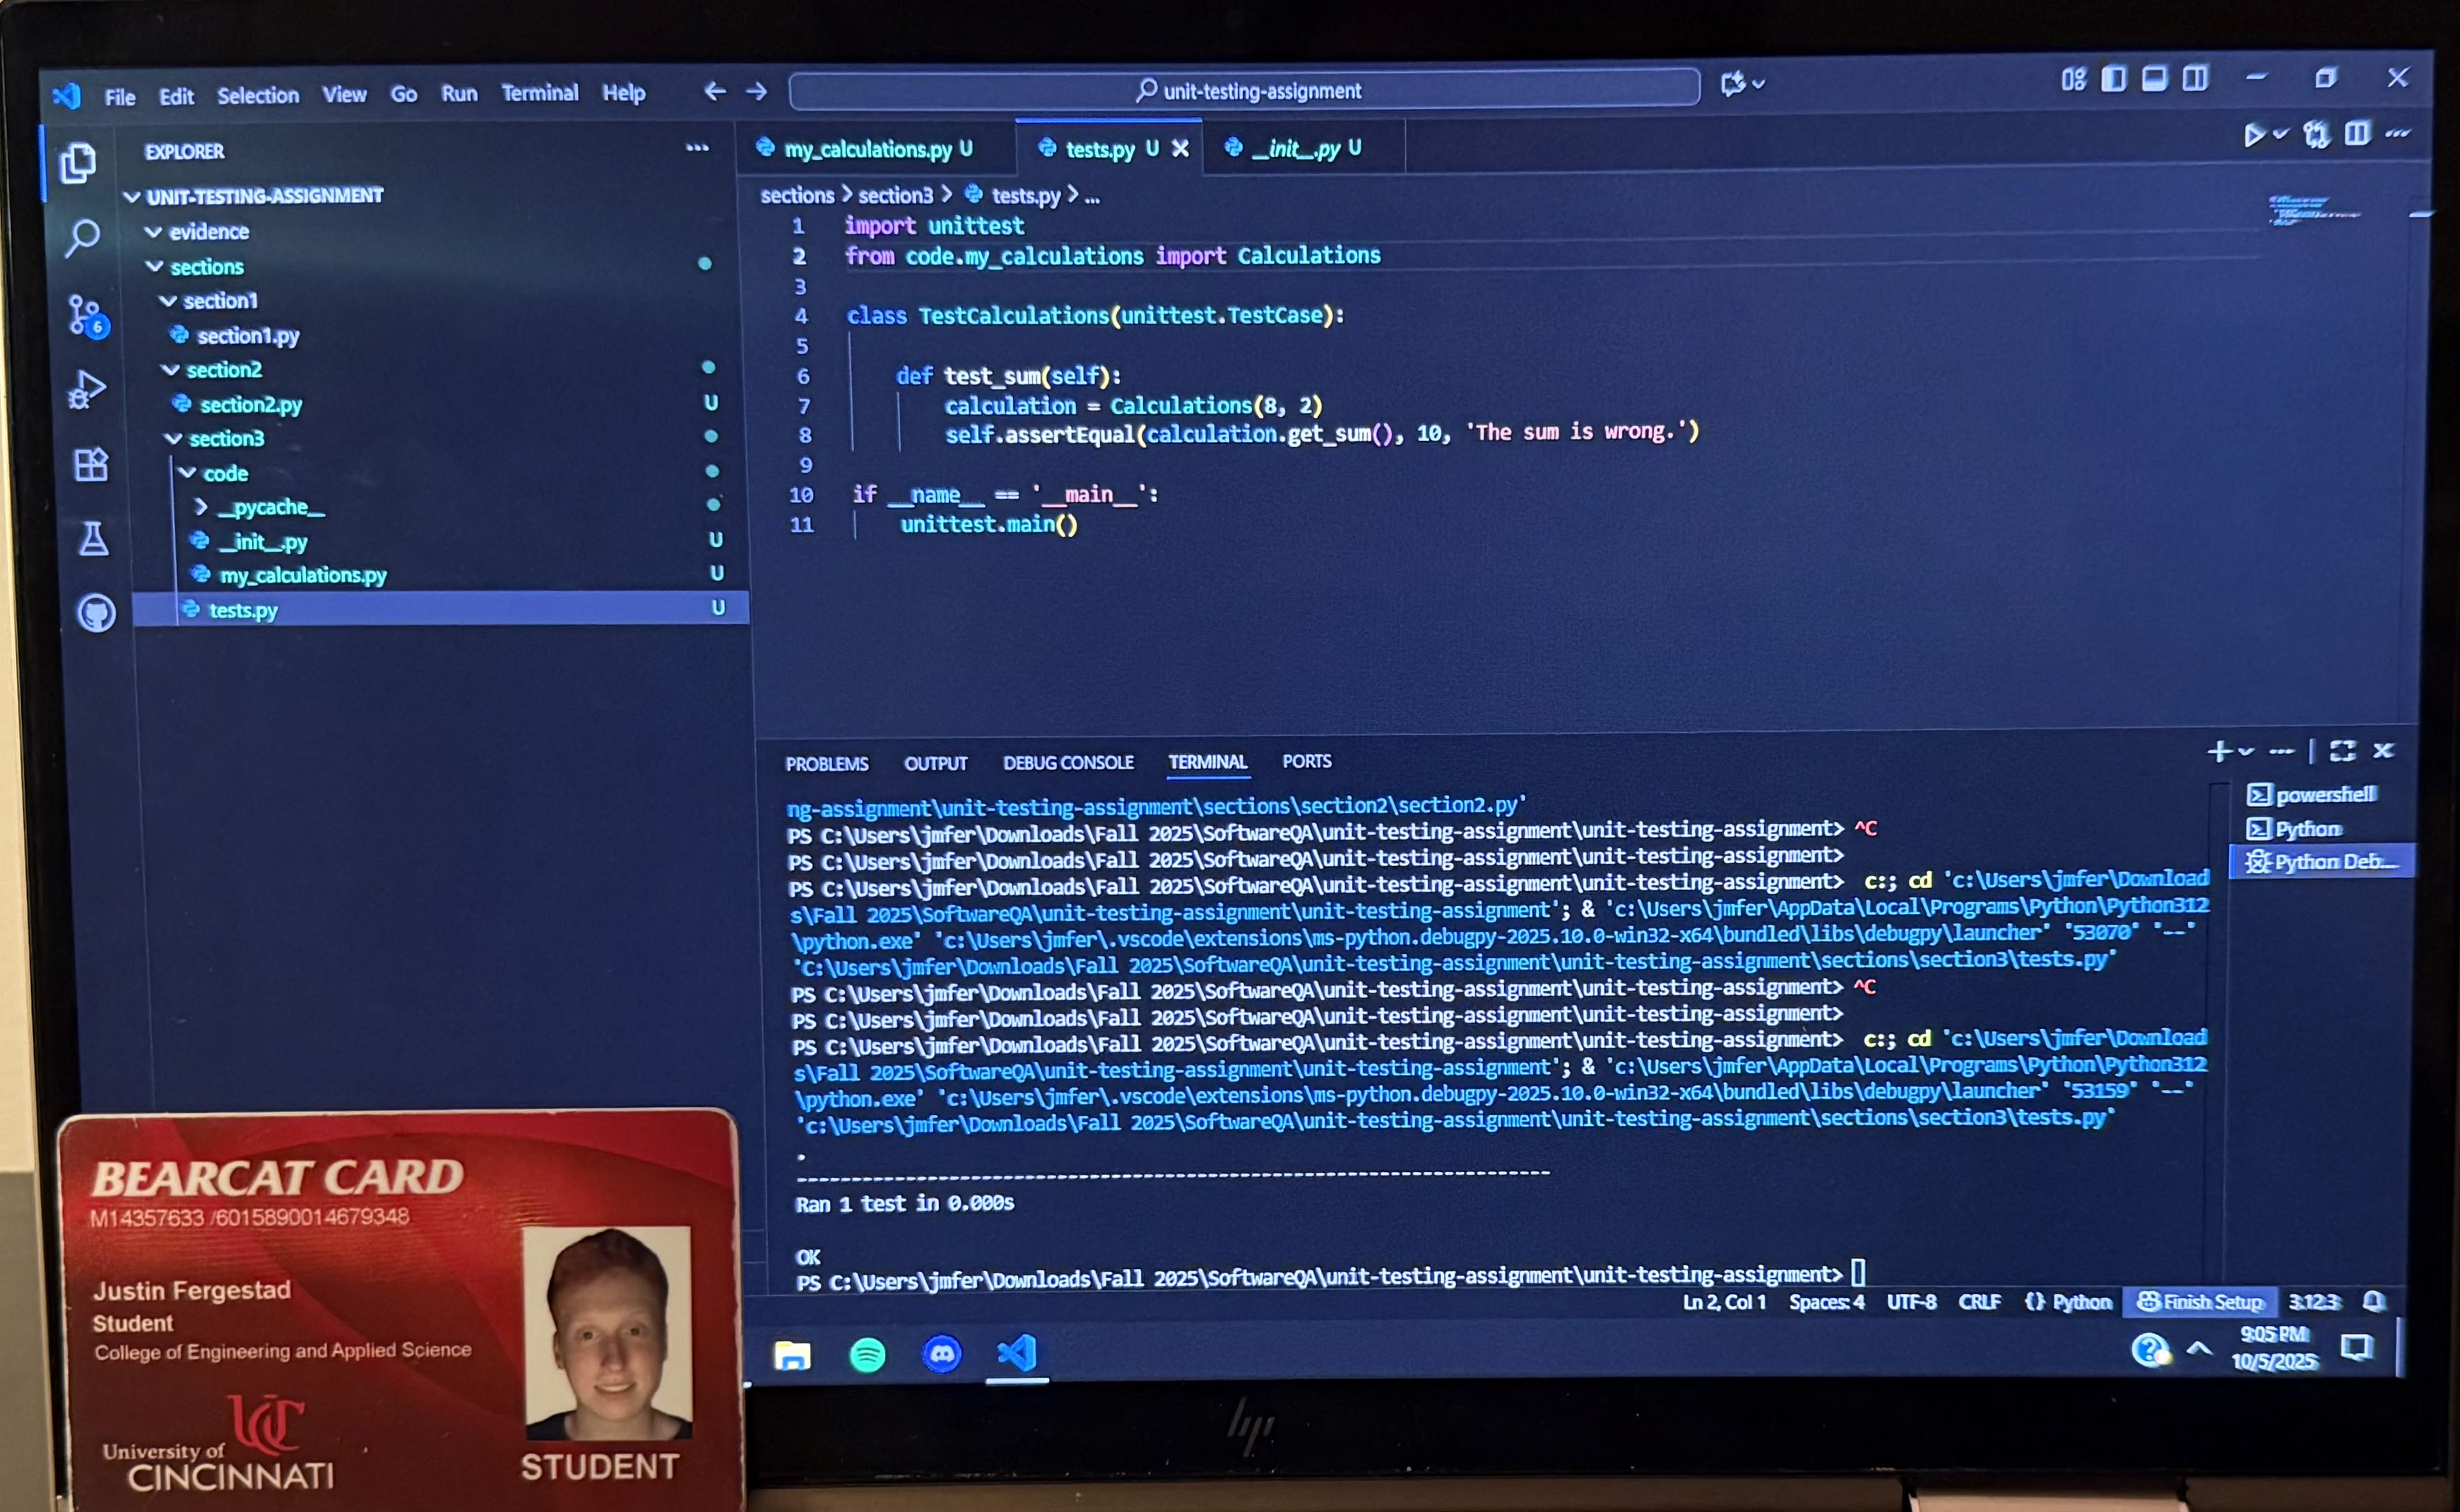 File Edit Selection View Go Run Terminal Help
unit-testing-assignment
EXPLORER
UNIT-TESTING-ASSIGNMENT
evidence
sections
section1
section1.py
section2
section2.py U
section3
code
__pycache__
__init__.py U
my_calculations.py U
tests.py U
6
my_calculations.py U
tests.py U
__init__.py U
sections > section3 > tests.py > ...
1 import unittest
2 from code.my_calculations import Calculations
3
4 class TestCalculations(unittest.TestCase):
5
6 def test_sum(self):
7 calculation = Calculations(8, 2)
8 self.assertEqual(calculation.get_sum(), 10, 'The sum is wrong.')
9
10 if __name__ == '__main__':
11 unittest.main()
PROBLEMS OUTPUT DEBUG CONSOLE TERMINAL PORTS
powershell
Python
Python Deb...
ng-assignment\unit-testing-assignment\sections\section2\section2.py'
PS C:\Users\jmfer\Downloads\Fall 2025\SoftwareQA\unit-testing-assignment\unit-testing-assignment> ^C
PS C:\Users\jmfer\Downloads\Fall 2025\SoftwareQA\unit-testing-assignment\unit-testing-assignment>
PS C:\Users\jmfer\Downloads\Fall 2025\SoftwareQA\unit-testing-assignment\unit-testing-assignment> c:; cd 'c:\Users\jmfer\Download
s\Fall 2025\SoftwareQA\unit-testing-assignment\unit-testing-assignment'; & 'c:\Users\jmfer\AppData\Local\Programs\Python\Python312
\python.exe' 'c:\Users\jmfer\.vscode\extensions\ms-python.debugpy-2025.10.0-win32-x64\bundled\libs\debugpy\launcher' '53070' '--'
'C:\Users\jmfer\Downloads\Fall 2025\SoftwareQA\unit-testing-assignment\unit-testing-assignment\sections\section3\tests.py'
PS C:\Users\jmfer\Downloads\Fall 2025\SoftwareQA\unit-testing-assignment\unit-testing-assignment> ^C
PS C:\Users\jmfer\Downloads\Fall 2025\SoftwareQA\unit-testing-assignment\unit-testing-assignment>
PS C:\Users\jmfer\Downloads\Fall 2025\SoftwareQA\unit-testing-assignment\unit-testing-assignment> c:; cd 'c:\Users\jmfer\Download
s\Fall 2025\SoftwareQA\unit-testing-assignment\unit-testing-assignment'; & 'c:\Users\jmfer\AppData\Local\Programs\Python\Python312
\python.exe' 'c:\Users\jmfer\.vscode\extensions\ms-python.debugpy-2025.10.0-win32-x64\bundled\libs\debugpy\launcher' '53159' '--'
'c:\Users\jmfer\Downloads\Fall 2025\SoftwareQA\unit-testing-assignment\unit-testing-assignment\sections\section3\tests.py'
.
----------------------------------------------------------------------
Ran 1 test in 0.000s
OK
PS C:\Users\jmfer\Downloads\Fall 2025\SoftwareQA\unit-testing-assignment\unit-testing-assignment>
Ln 2, Col 1 Spaces: 4 UTF-8 CRLF {} Python Finish Setup 3.12.3
9:05 PM
10/5/2025
hp
BEARCAT CARD
M14357633 /6015890014679348
Justin Fergestad
Student
College of Engineering and Applied Science
UC
University of
CINCINNATI
STUDENT